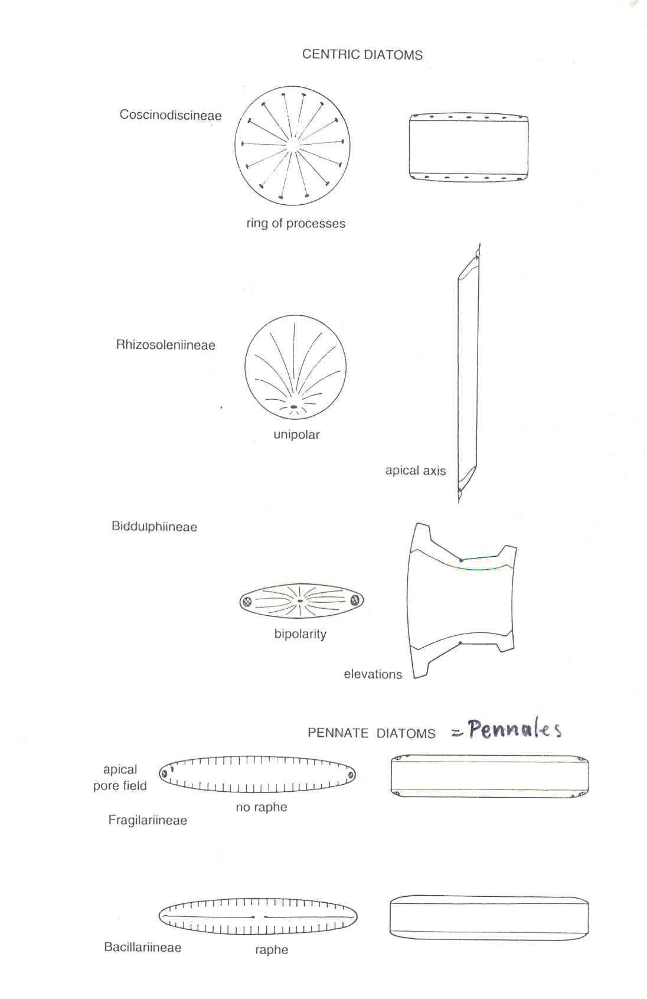 CENTRIC DIATOMS
Coscinodiscineae
ring of processes
Rhizosoleniineae
unipolar
apical axis
Biddulphiineae
bipolarity
elevations
PENNATE DIATOMS = Pennales
apical
pore field
no raphe
Fragilariineae
Bacillariineae
raphe